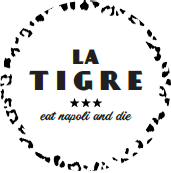 LA
TIGRE
eat napoli and die